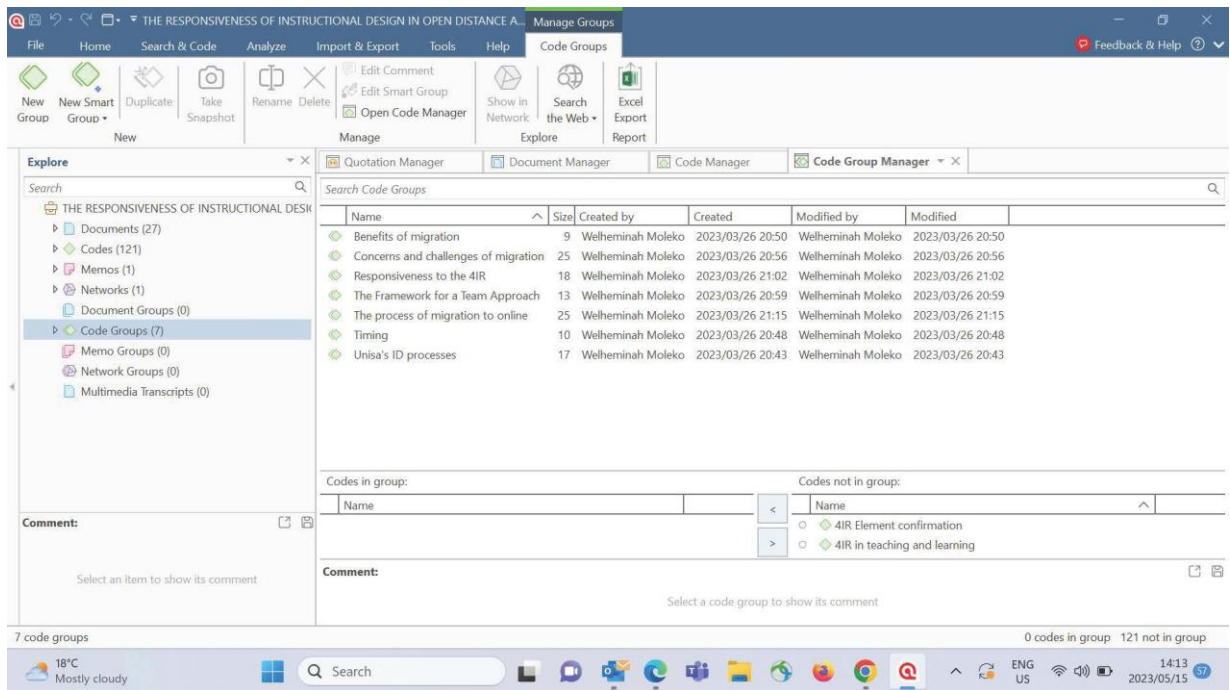 THE RESPONSIVENESS OF INSTRUCTIONAL DESIGN IN OPEN DISTANCE A... Manage Groups
File Home Search & Code Analyze Import & Export Tools Help Code Groups Feedback & Help
New Group
New Smart Group
Duplicate
Take Snapshot
Rename
Delete
Edit Comment
Edit Smart Group
Open Code Manager
Show in Network
Search the Web
Excel Export
New Manage Explore Report
Explore
Search
THE RESPONSIVENESS OF INSTRUCTIONAL DESIG
Documents (27)
Codes (121)
Memos (1)
Networks (1)
Document Groups (0)
Code Groups (7)
Memo Groups (0)
Network Groups (0)
Multimedia Transcripts (0)
Comment:
Select an item to show its comment
Quotation Manager Document Manager Code Manager Code Group Manager
Search Code Groups
Name Size Created by Created Modified by Modified
Benefits of migration 9 Welheminah Moleko 2023/03/26 20:50 Welheminah Moleko 2023/03/26 20:50
Concerns and challenges of migration 25 Welheminah Moleko 2023/03/26 20:56 Welheminah Moleko 2023/03/26 20:56
Responsiveness to the 4IR 18 Welheminah Moleko 2023/03/26 21:02 Welheminah Moleko 2023/03/26 21:02
The Framework for a Team Approach 13 Welheminah Moleko 2023/03/26 20:59 Welheminah Moleko 2023/03/26 20:59
The process of migration to online 25 Welheminah Moleko 2023/03/26 21:15 Welheminah Moleko 2023/03/26 21:15
Timing 10 Welheminah Moleko 2023/03/26 20:48 Welheminah Moleko 2023/03/26 20:48
Unisa's ID processes 17 Welheminah Moleko 2023/03/26 20:43 Welheminah Moleko 2023/03/26 20:43
Codes in group: Codes not in group:
Name < Name
4IR Element confirmation
> 4IR in teaching and learning
Comment:
Select a code group to show its comment
7 code groups 0 codes in group 121 not in group
18°C
Mostly cloudy
Search
ENG
US
14:13
2023/05/15
57